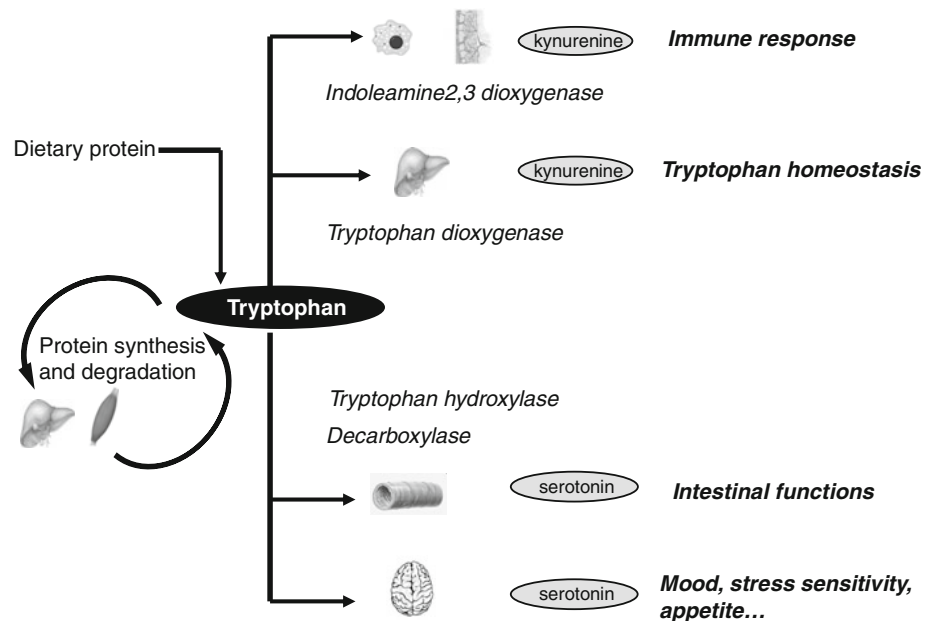 kynurenine
Immune response
Indoleamine2,3 dioxygenase
Dietary protein
kynurenine
Tryptophan homeostasis
Tryptophan dioxygenase
Tryptophan
Protein synthesis
and degradation
Tryptophan hydroxylase
Decarboxylase
serotonin
Intestinal functions
serotonin
Mood, stress sensitivity,
appetite…